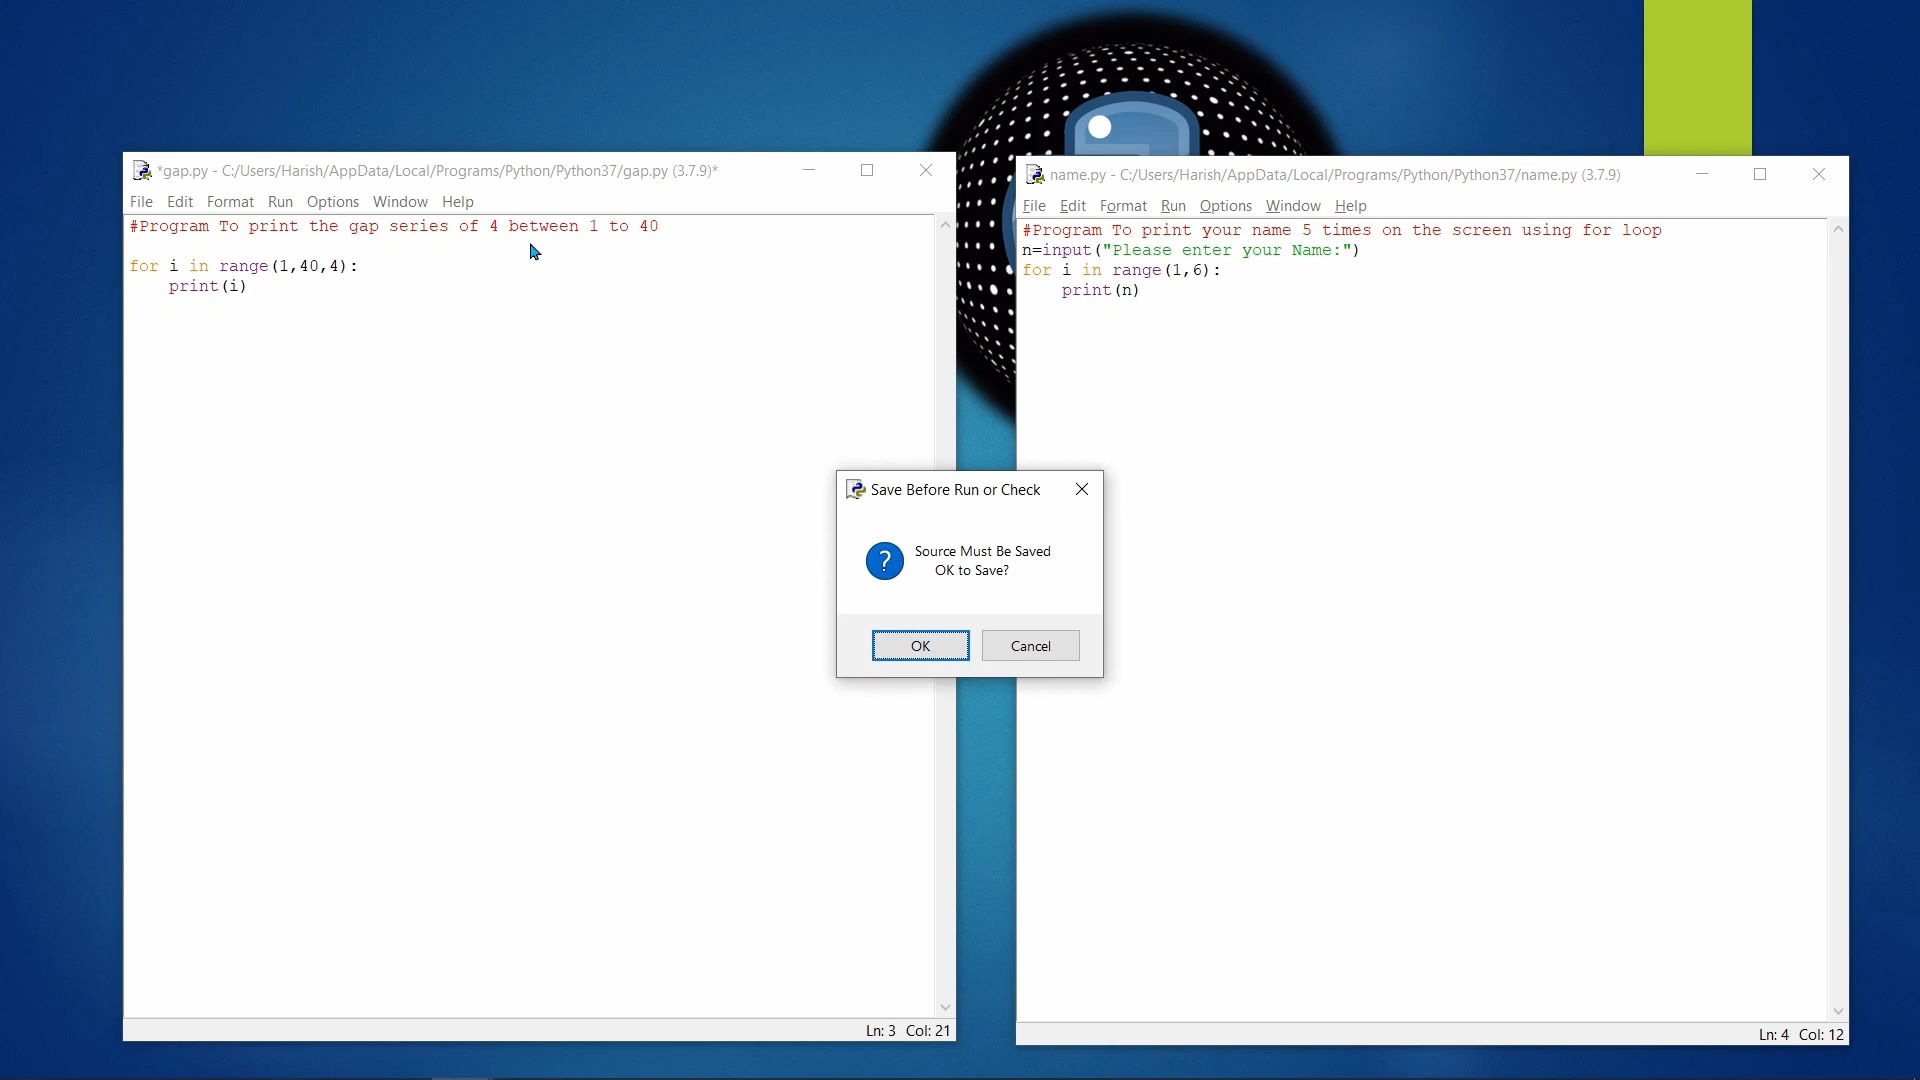 *gap.py - C:/Users/Harish/AppData/Local/Programs/Python/Python37/gap.py (3.7.9)*
File Edit Format Run Options Window Help
#Program To print the gap series of 4 between 1 to 40
for i in range(1,40,4):
    print(i)
Ln: 3 Col: 21
name.py - C:/Users/Harish/AppData/Local/Programs/Python/Python37/name.py (3.7.9)
File Edit Format Run Options Window Help
#Program To print your name 5 times on the screen using for loop
n=input("Please enter your Name:")
for i in range(1,6):
    print(n)
Ln: 4 Col: 12
Save Before Run or Check
Source Must Be Saved
OK to Save?
OK Cancel